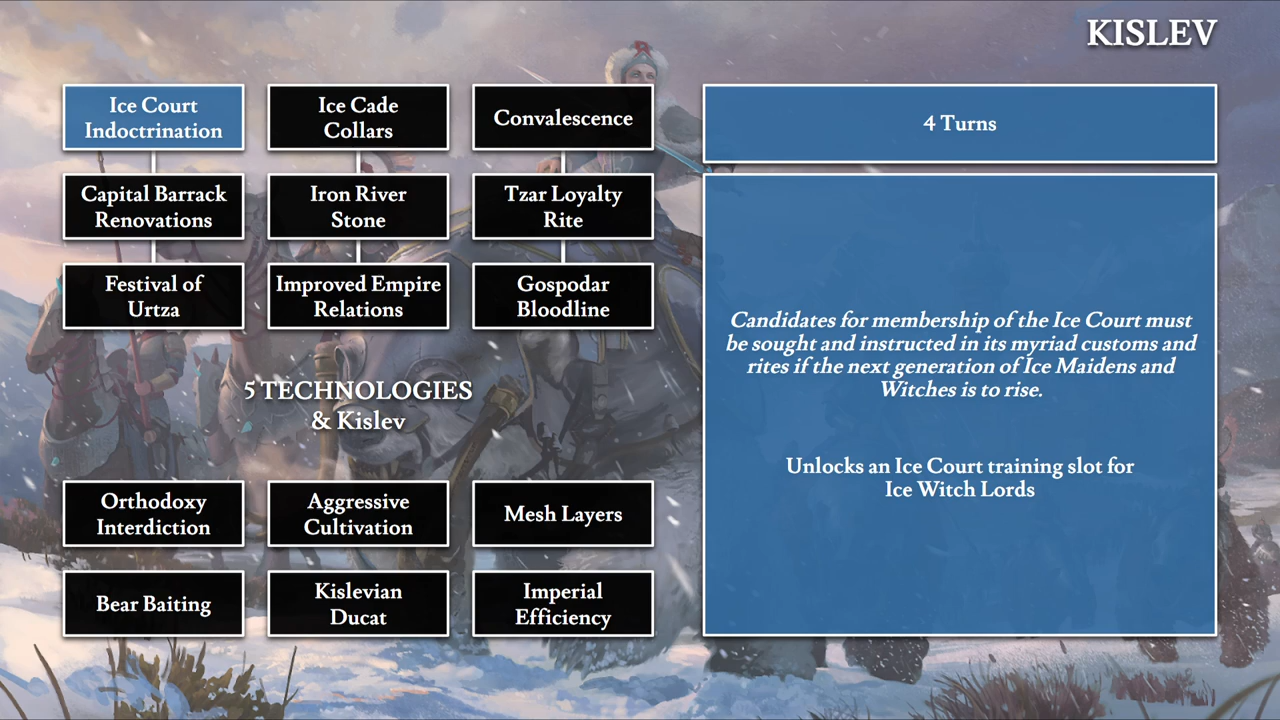 KISLEV
Ice Court
Indoctrination
Ice Cade
Collars
Convalescence
4 Turns
Capital Barrack
Renovations
Iron River
Stone
Tzar Loyalty
Rite
Festival of
Urtza
Improved Empire
Relations
Gospodar
Bloodline
Candidates for membership of the Ice Court must
be sought and instructed in its myriad customs and
rites if the next generation of Ice Maidens and
Witches is to rise.
Unlocks an Ice Court training slot for
Ice Witch Lords
5 TECHNOLOGIES
& Kislev
Orthodoxy
Interdiction
Aggressive
Cultivation
Mesh Layers
Bear Baiting
Kislevian
Ducat
Imperial
Efficiency